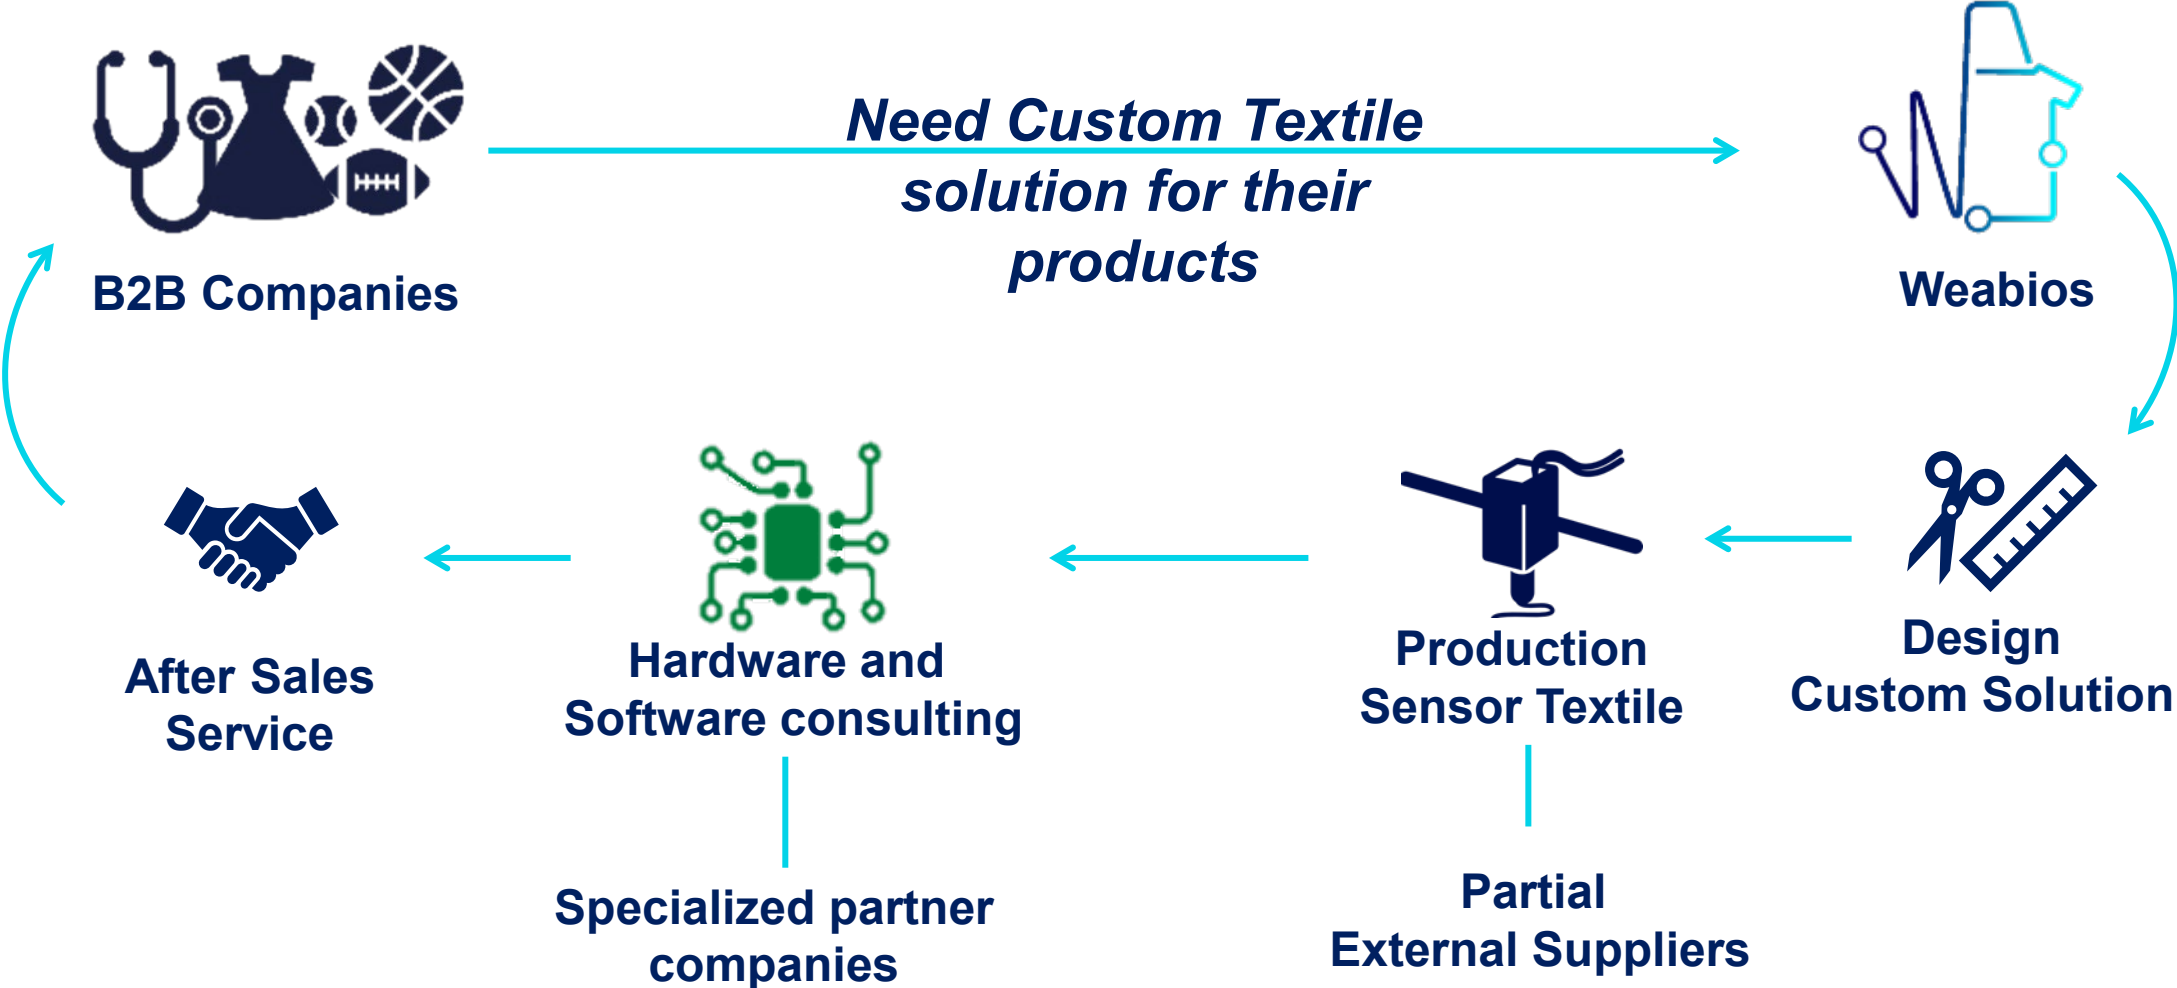 Need Custom Textile
solution for their
products
B2B Companies
Weabios
After Sales
Service
Hardware and
Software consulting
Production
Sensor Textile
Design
Custom Solution
Specialized partner
companies
Partial
External Suppliers